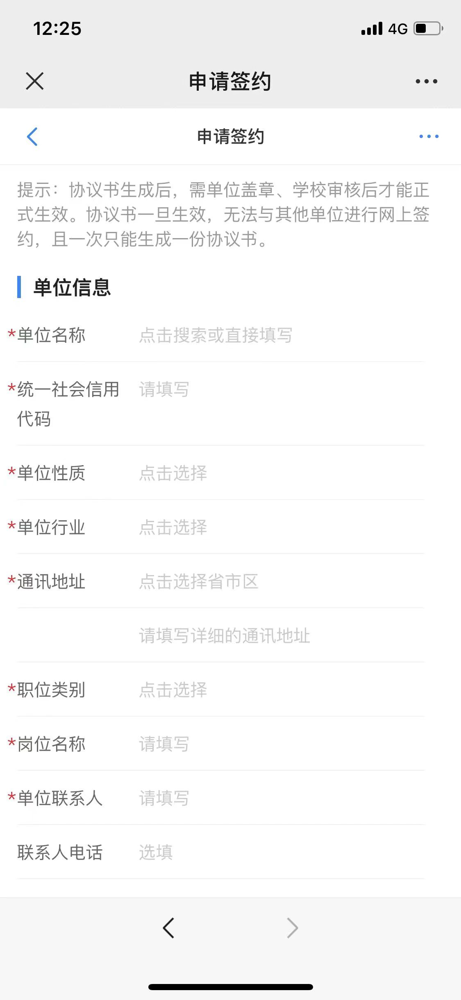 12:25
4G
申请签约
申请签约
提示：协议书生成后，需单位盖章、学校审核后才能正
式生效。协议书一旦生效，无法与其他单位进行网上签
约，且一次只能生成一份协议书。
单位信息
*单位名称 点击搜索或直接填写
*统一社会信用 请填写
代码
*单位性质 点击选择
*单位行业 点击选择
*通讯地址 点击选择省市区
请填写详细的通讯地址
*职位类别 点击选择
*岗位名称 请填写
*单位联系人 请填写
联系人电话 选填